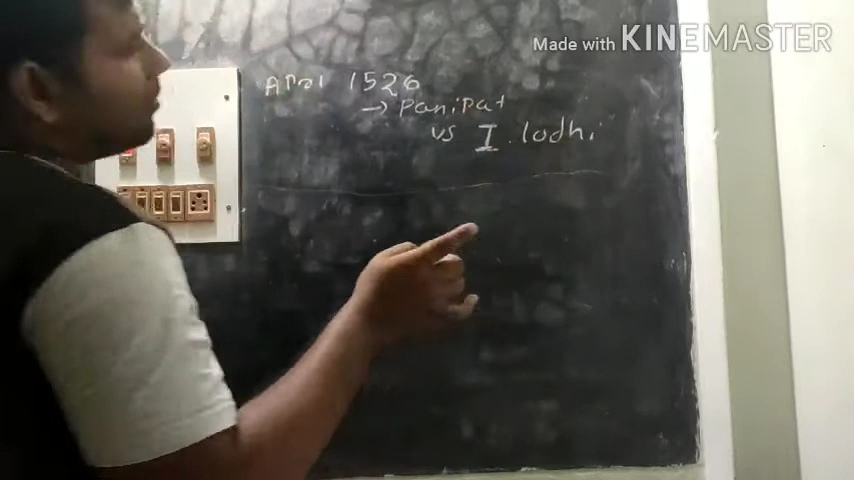 Made with KINEMASTER
APril 1526
→ PaniPat
vs I. lodhi